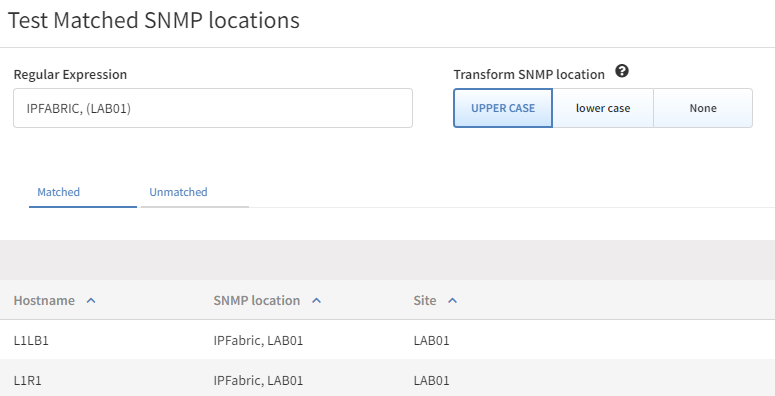 Test Matched SNMP locations
Regular Expression
Transform SNMP location ?
IPFABRIC, (LAB01)
UPPER CASE lower case None
Matched Unmatched
Hostname SNMP location Site
L1LB1 IPFabric, LAB01 LAB01
L1R1 IPFabric, LAB01 LAB01